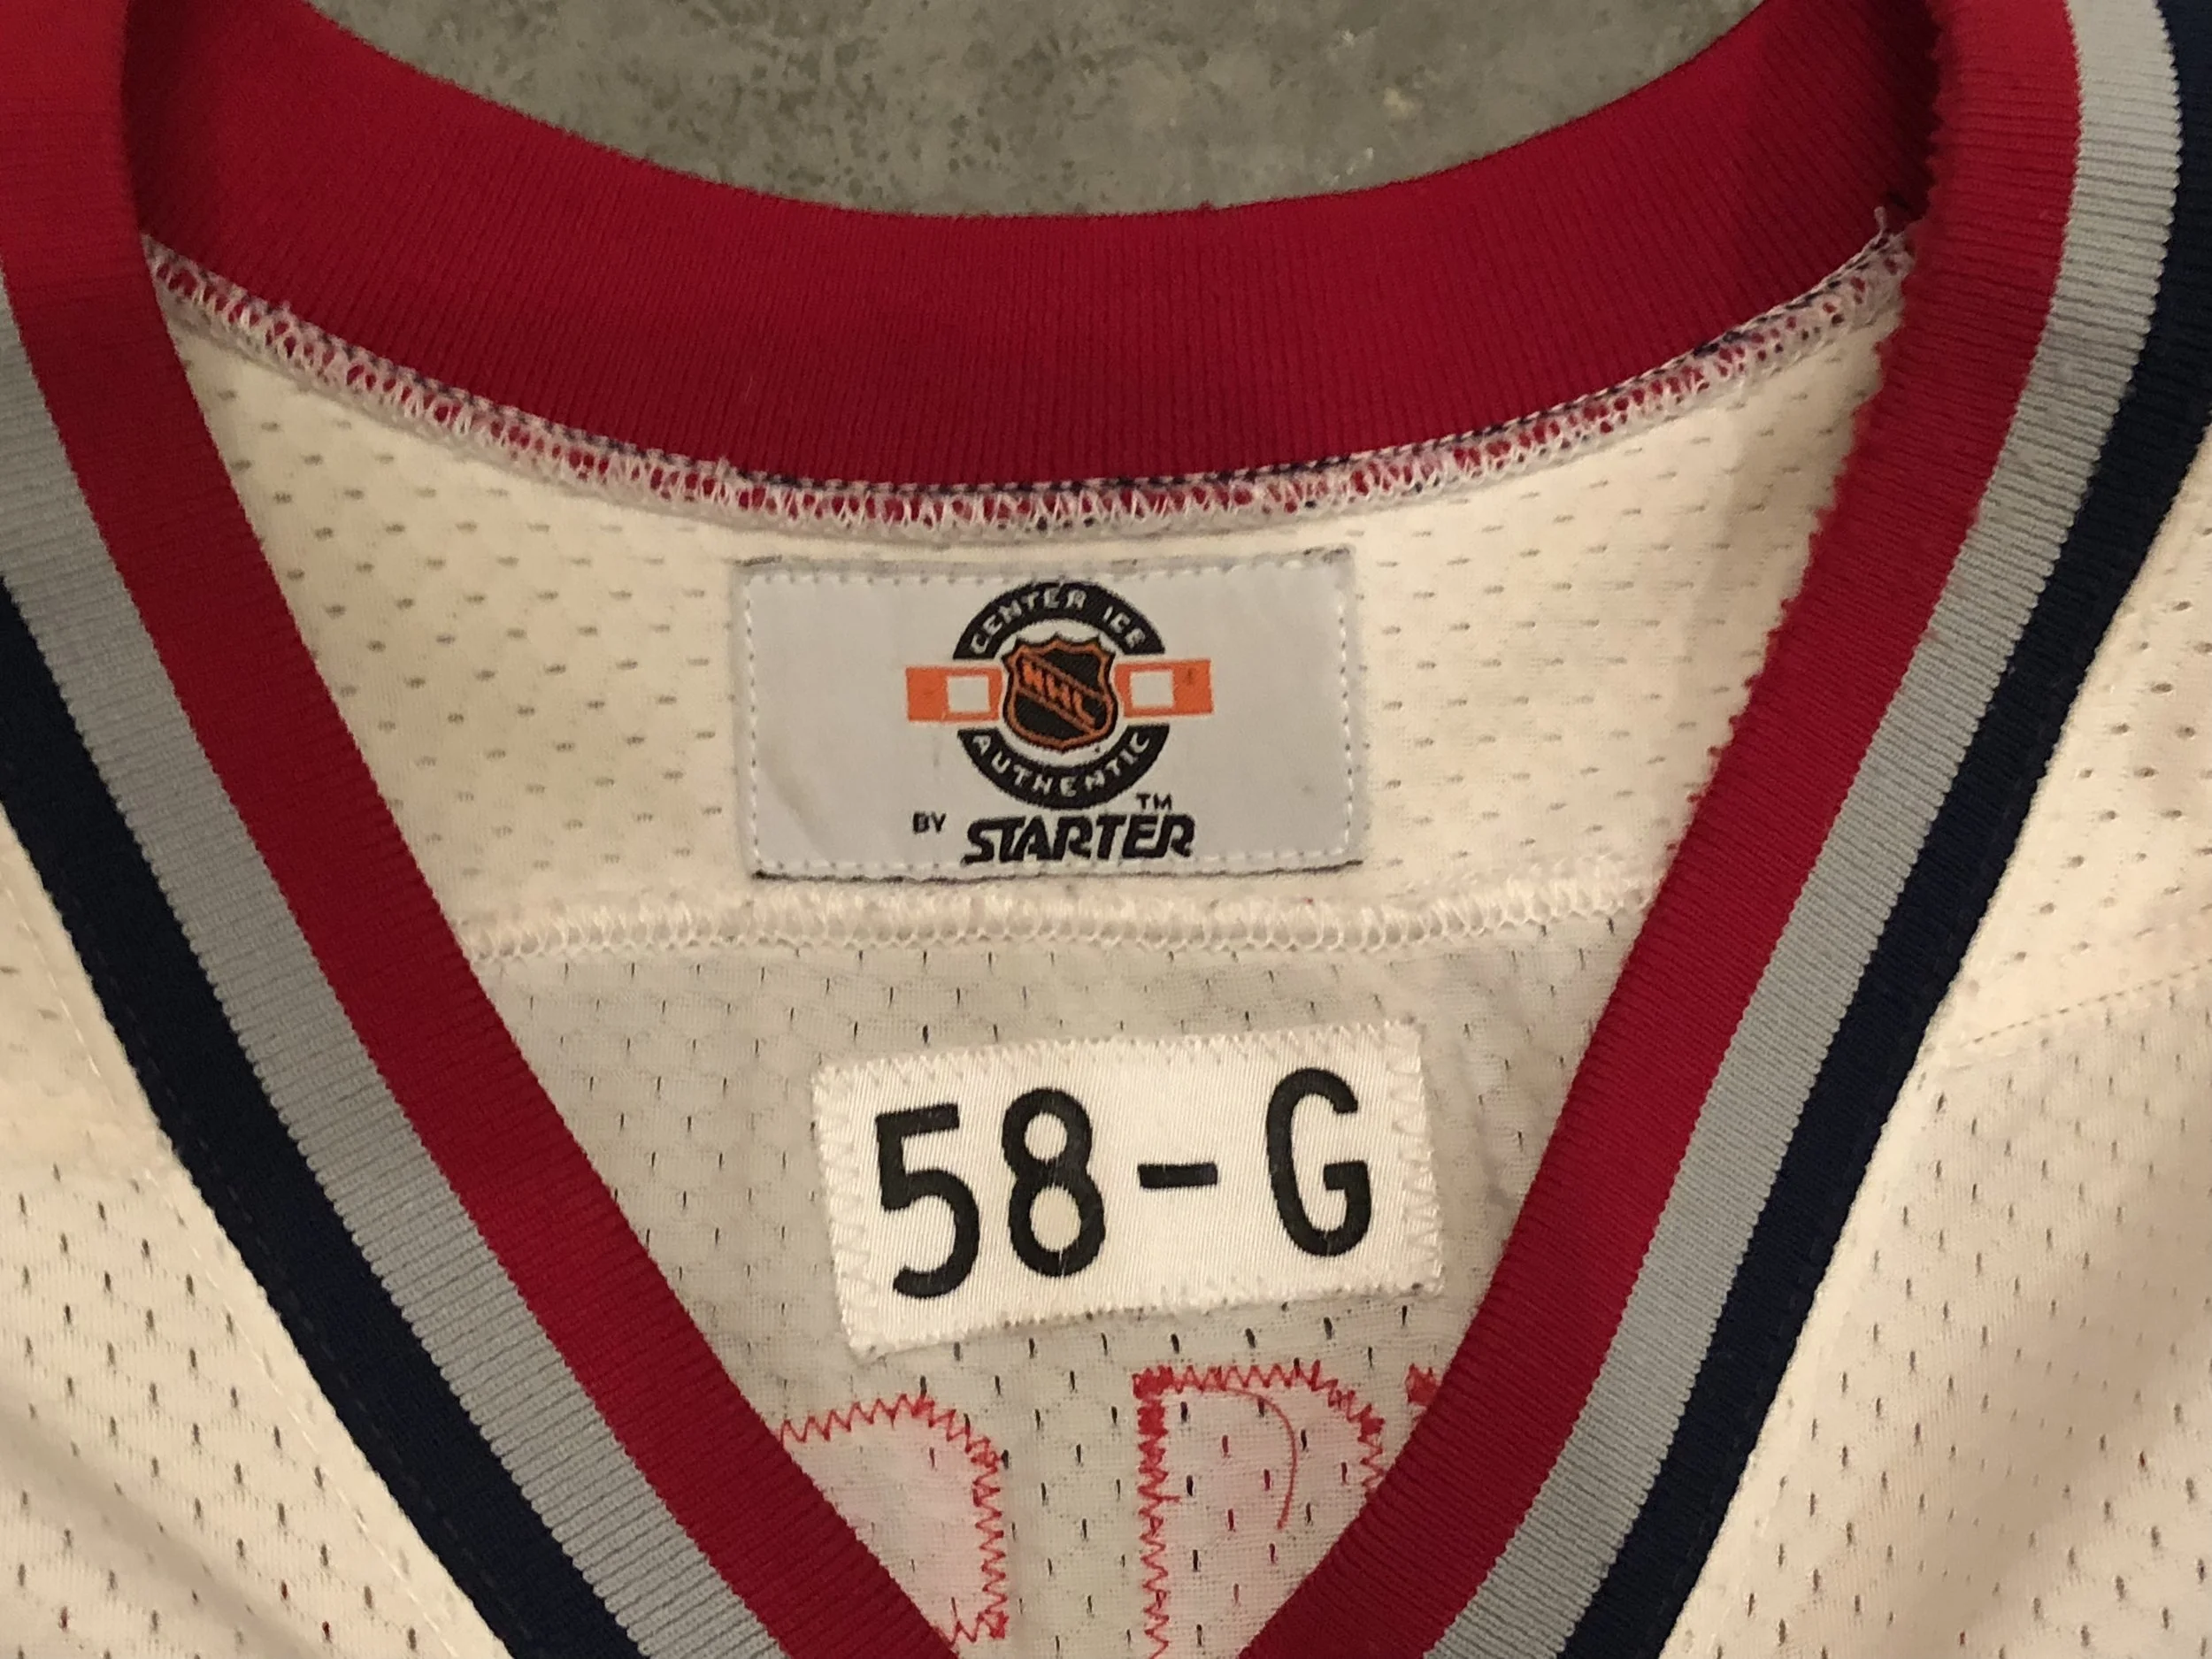 CENTER ICE
NHL
AUTHENTIC
TM
BY STARTER
58-G